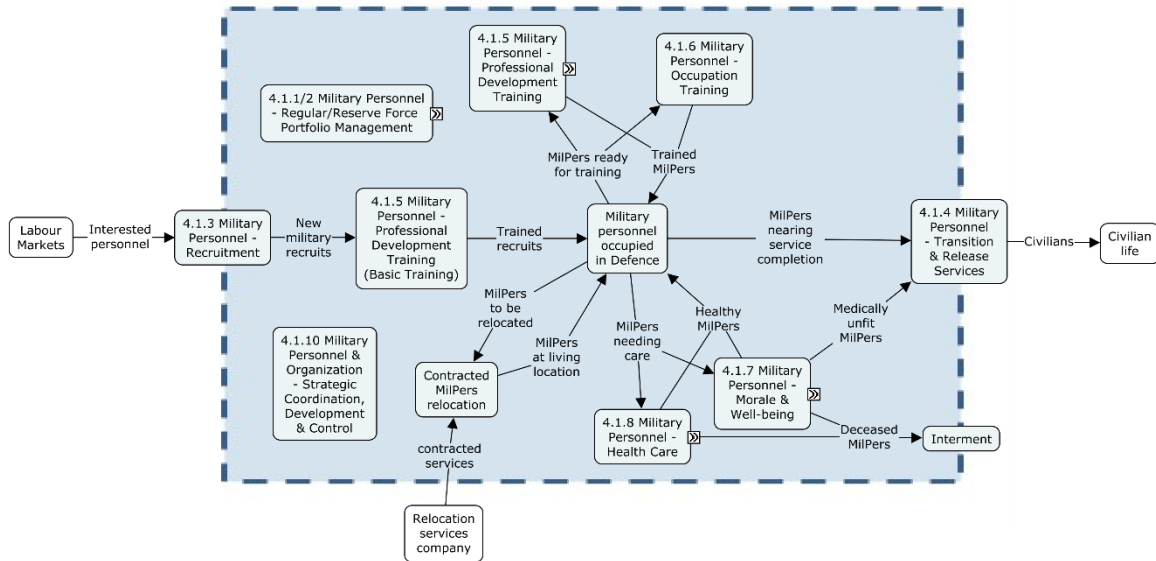 4.1.5 Military
Personnel -
Professional
Development
Training
4.1.6 Military
Personnel -
Occupation
Training
4.1.1/2 Military Personnel
- Regular/Reserve Force
Portfolio Management
MilPers ready
for training
Trained
MilPers
Labour
Markets
Interested
personnel
4.1.3 Military
Personnel -
Recruitment
New
military
recruits
4.1.5 Military
Personnel -
Professional
Development
Training
(Basic Training)
Trained
recruits
Military
personnel
occupied
in Defence
MilPers
nearing
service
completion
4.1.4 Military
Personnel
- Transition
& Release
Services
Civilians
Civilian
life
MilPers
to be
relocated
MilPers
at living
location
MilPers
needing
care
Healthy
MilPers
Medically
unfit
MilPers
4.1.10 Military
Personnel &
Organization
- Strategic
Coordination,
Development
& Control
Contracted
MilPers
relocation
4.1.7 Military
Personnel -
Morale &
Well-being
4.1.8 Military
Personnel -
Health Care
Deceased
MilPers
Interment
contracted
services
Relocation
services
company